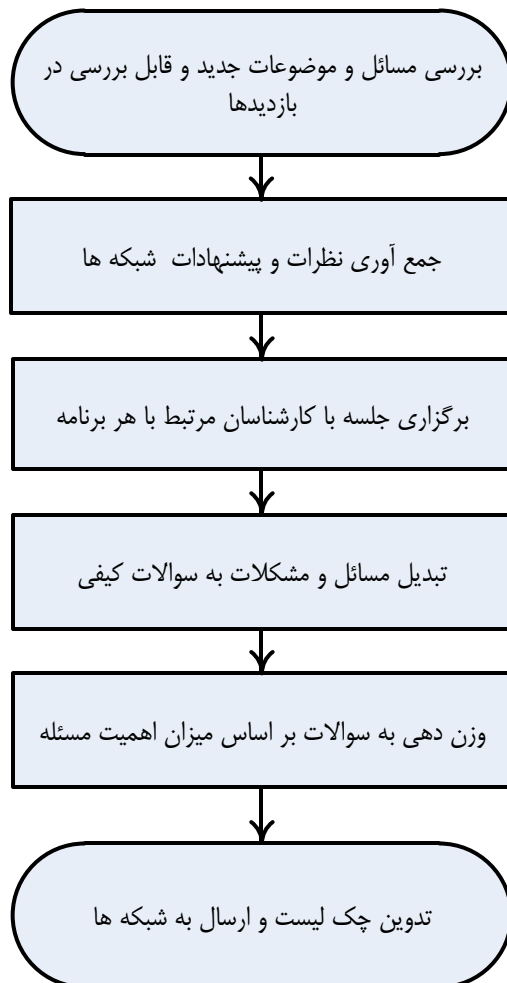 بررسی مسائل و موضوعات جدید و قابل بررسی در
بازدیدها
جمع آوری نظرات و پیشنهادات شبکه ها
برگزاری جلسه با کارشناسان مرتبط با هر برنامه
تبدیل مسائل و مشکلات به سوالات کیفی
وزن دهی به سوالات بر اساس میزان اهمیت مسئله
تدوین چک لیست و ارسال به شبکه ها